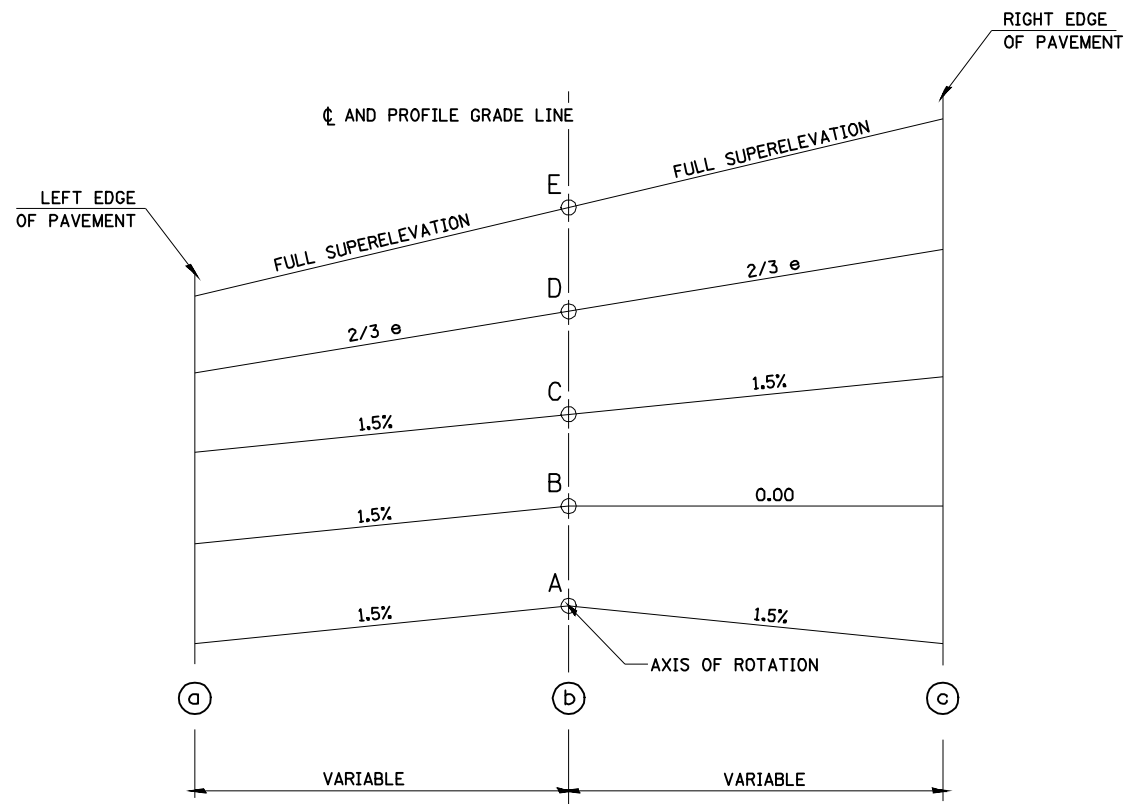 RIGHT EDGE
OF PAVEMENT
℄ AND PROFILE GRADE LINE
FULL SUPERELEVATION
E
LEFT EDGE
OF PAVEMENT
FULL SUPERELEVATION
D
2/3 e
2/3 e
C
1.5%
1.5%
B
0.00
1.5%
A
1.5%
1.5%
AXIS OF ROTATION
a
b
c
VARIABLE
VARIABLE